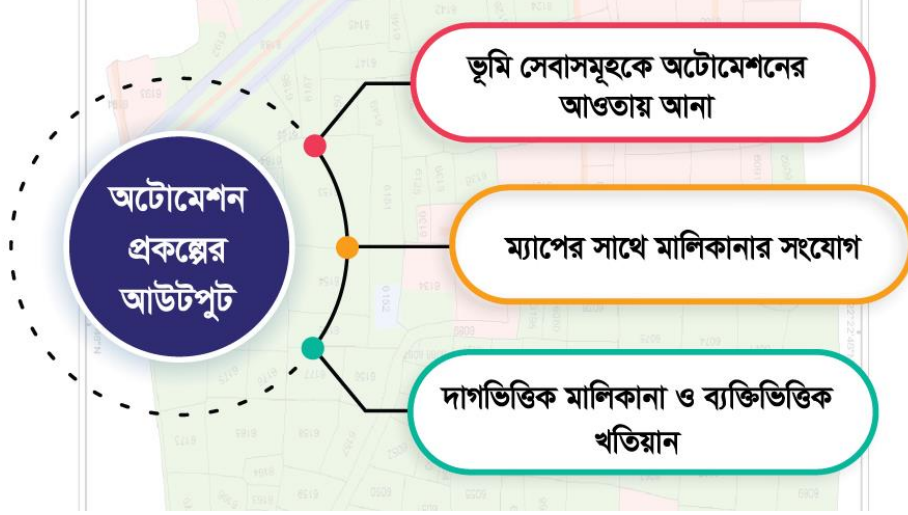 অটোমেশন
প্রকল্পের
আউটপুট
ভূমি সেবাসমূহকে অটোমেশনের
আওতায় আনা
ম্যাপের সাথে মালিকানার সংযোগ
দাগভিত্তিক মালিকানা ও ব্যক্তিভিত্তিক
খতিয়ান